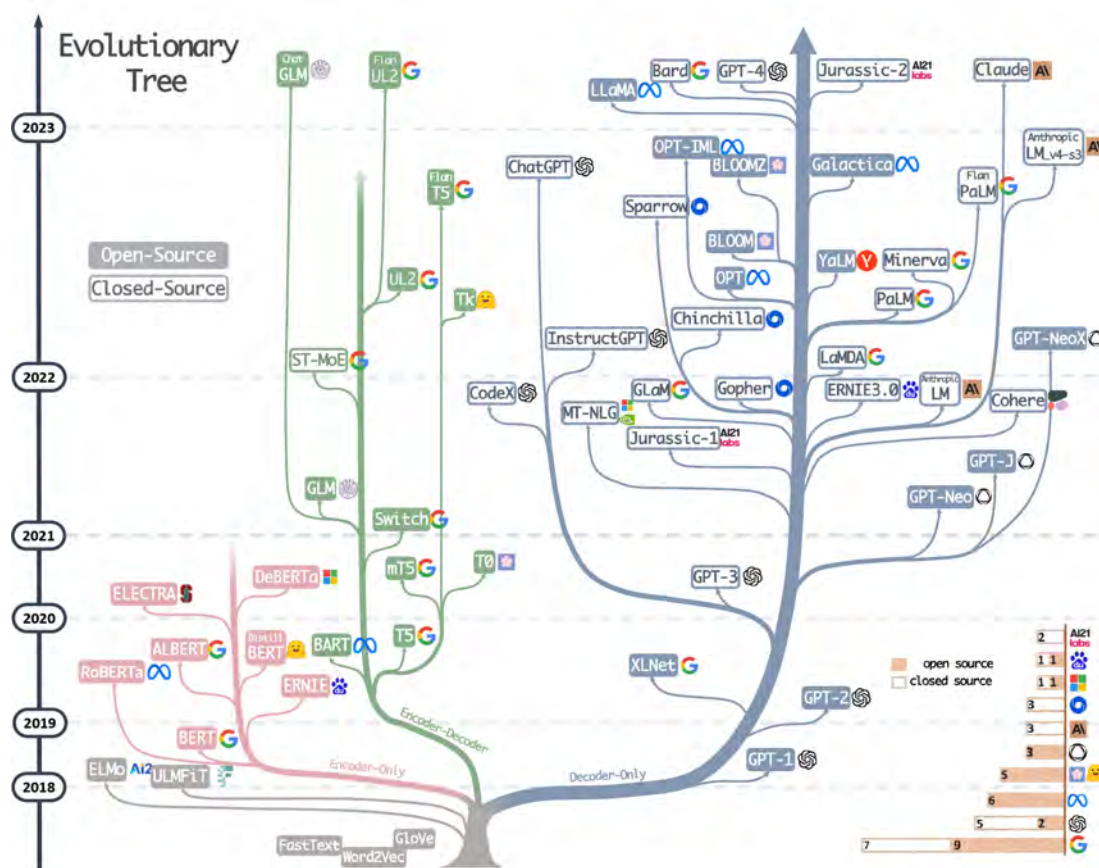 Evolutionary
Tree
Chat
GLM
Flan
UL2
Bard
GPT-4
Jurassic-2
AI21
labs
Claude
A\
LLaMA
2023
OPT-IML
BLOOMZ
Galactica
Anthropic
LM_v4-s3
A\
ChatGPT
Flan
T5
Flan
PaLM
Sparrow
Open-Source
Closed-Source
BLOOM
OPT
YaLM
Y
Minerva
UL2
Tk
PaLM
Chinchilla
InstructGPT
GPT-NeoX
ST-MoE
LaMDA
2022
CodeX
GLaM
Gopher
ERNIE3.0
Anthropic
LM
A\
Cohere
MT-NLG
Jurassic-1
AI21
labs
GPT-J
GLM
GPT-Neo
Switch
2021
DeBERTa
mT5
T0
GPT-3
ELECTRA
S
2020
ALBERT
Distill
BERT
BART
T5
RoBERTa
XLNet
ERNIE
du
GPT-2
2019
BERT
Encoder-Decoder
Encoder-Only
Decoder-Only
GPT-1
ELMo
Ai2
ULMFiT
2018
FastText
Word2Vec
GloVe
open source
closed source
2 AI21
labs
1 1 du
1 1
3
3 A\
3
5
6
5 2
7 9